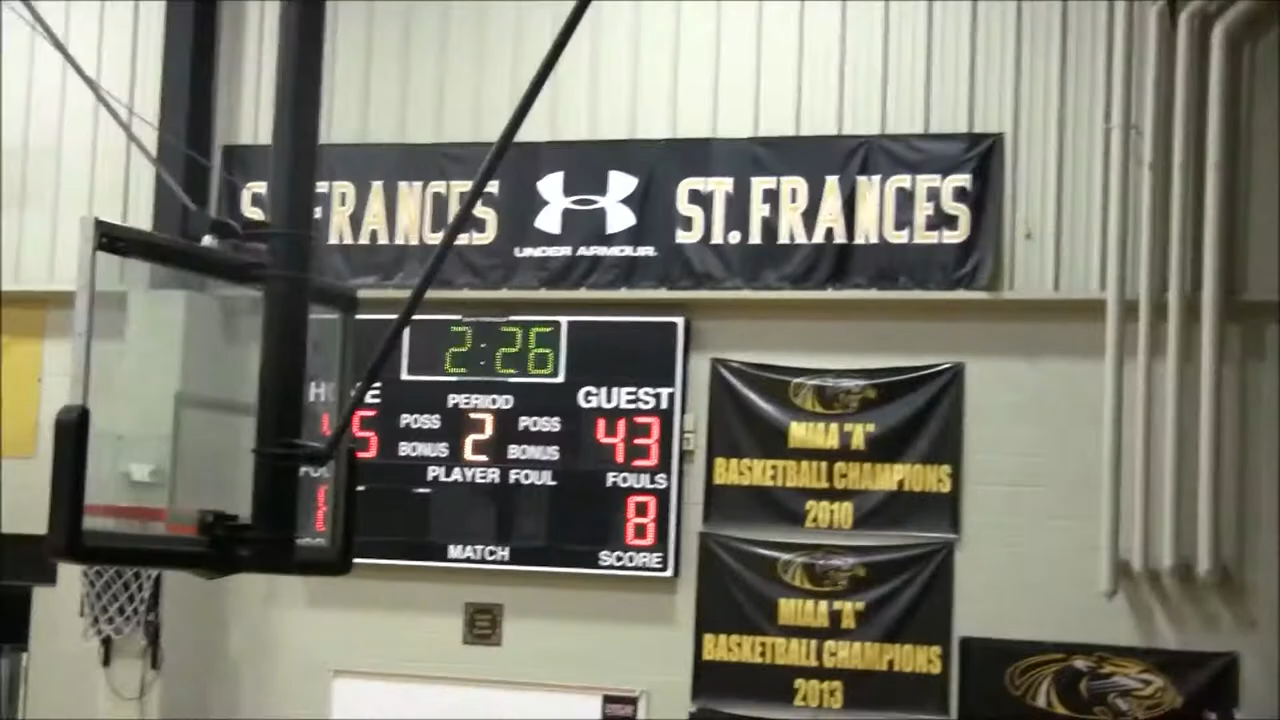 FRANCES
UNDER ARMOUR.
ST.FRANCES
2:26
GUEST
PERIOD
POSS
2
POSS
43
BONUS
BONUS
PLAYER FOUL
FOULS
8
MATCH
SCORE
MIAA "A"
BASKETBALL CHAMPIONS
2010
MIAA "A"
BASKETBALL CHAMPIONS
2013